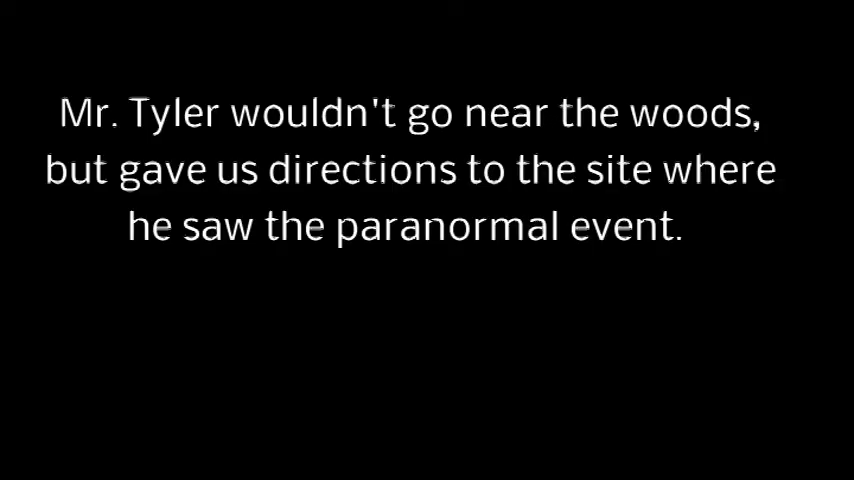 Mr. Tyler wouldn't go near the woods,
but gave us directions to the site where
he saw the paranormal event.